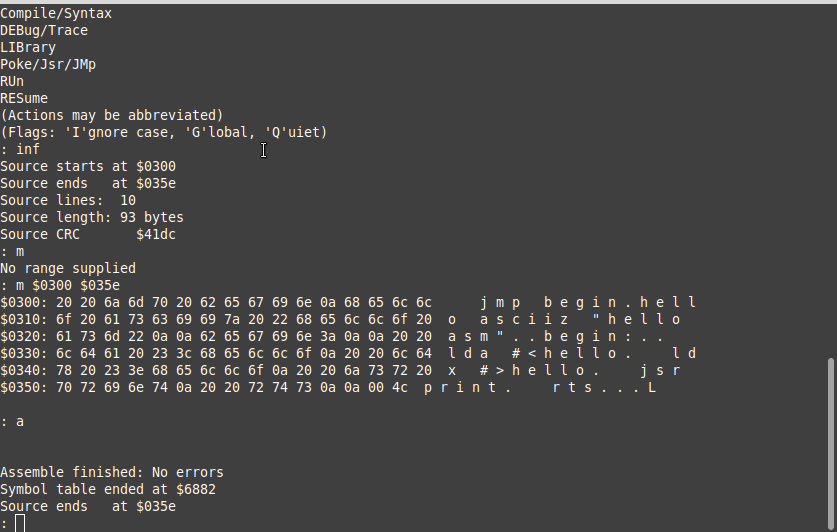 Compile/Syntax
DEBug/Trace
LIBrary
Poke/Jsr/JMp
RUn
RESume
(Actions may be abbreviated)
(Flags: 'I'gnore case, 'G'lobal, 'Q'uiet)
: inf
Source starts at $0300
Source ends   at $035e
Source lines:  10
Source length: 93 bytes
Source CRC       $41dc
: m
No range supplied
: m $0300 $035e
$0300: 20 20 6a 6d 70 20 62 65 67 69 6e 0a 68 65 6c 6c      j m p   b e g i n . h e l l
$0310: 6f 20 61 73 63 69 69 7a 20 22 68 65 6c 6c 6f 20  o   a s c i i z   " h e l l o
$0320: 61 73 6d 22 0a 0a 62 65 67 69 6e 3a 0a 0a 20 20  a s m " . . b e g i n : . .
$0330: 6c 64 61 20 23 3c 68 65 6c 6c 6f 0a 20 20 6c 64  l d a   # < h e l l o .     l d
$0340: 78 20 23 3e 68 65 6c 6c 6f 0a 20 20 6a 73 72 20  x   # > h e l l o .     j s r
$0350: 70 72 69 6e 74 0a 20 20 72 74 73 0a 0a 00 4c  p r i n t .     r t s . . . L
: a
Assemble finished: No errors
Symbol table ended at $6882
Source ends   at $035e
: